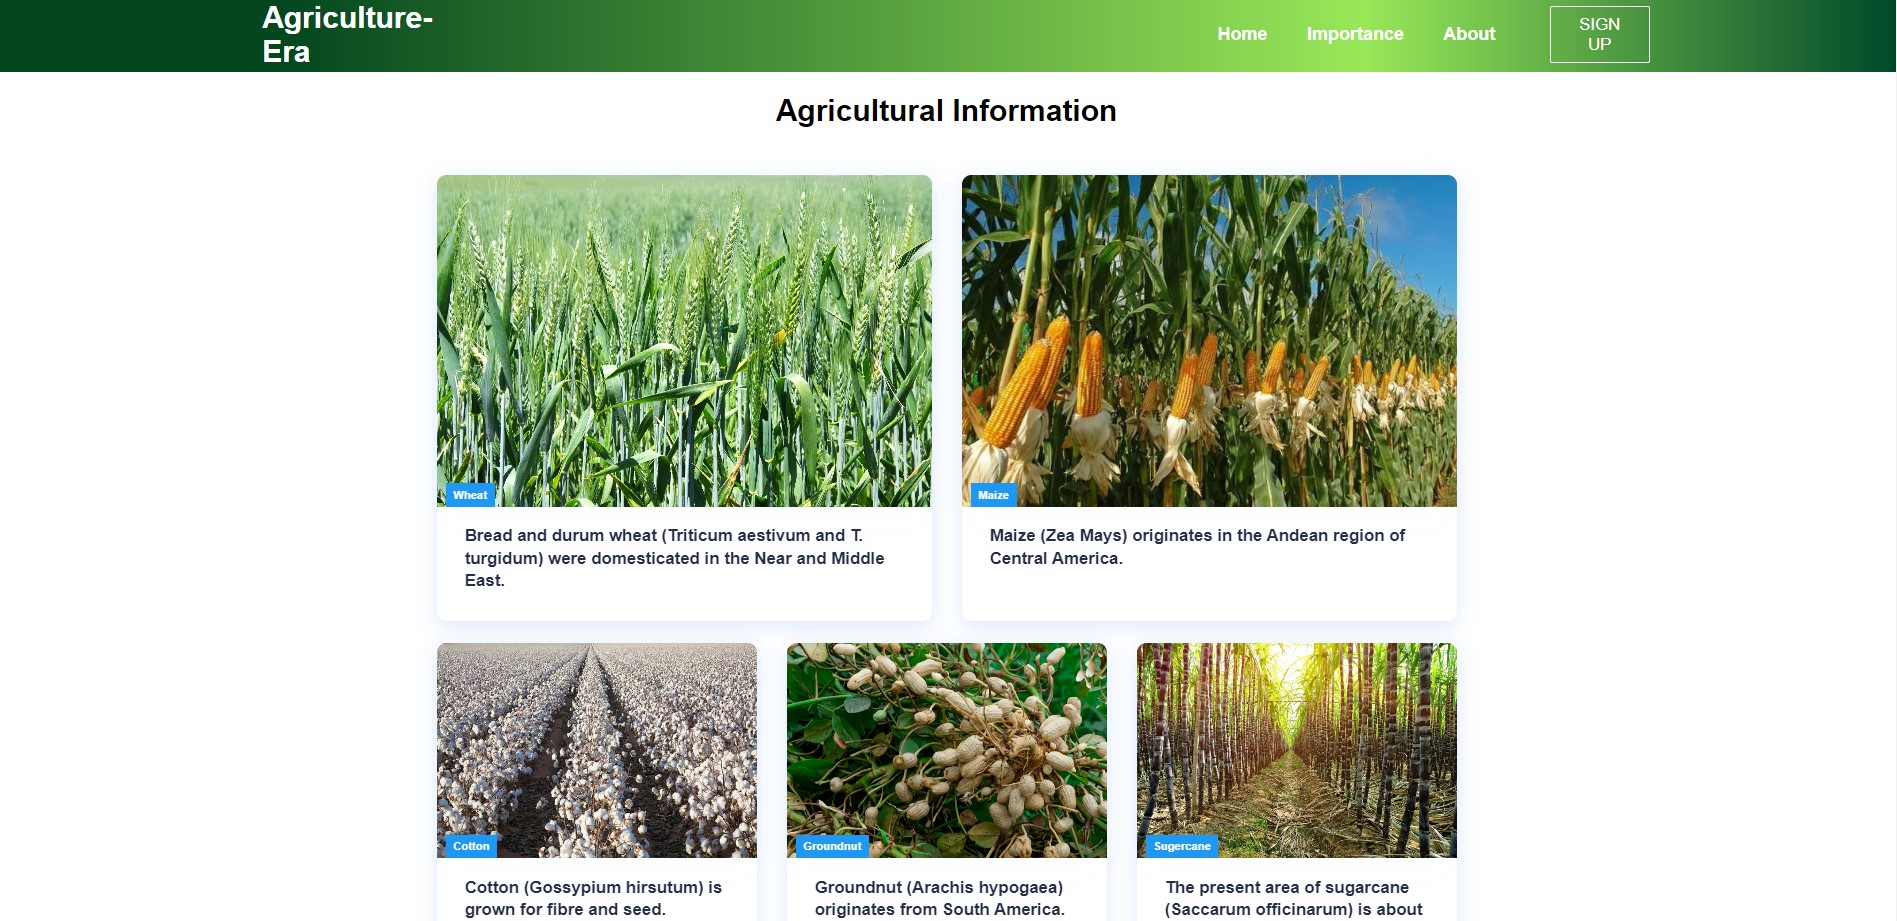 Agriculture-
Era
Home Importance About SIGN
UP
Agricultural Information
Wheat
Bread and durum wheat (Triticum aestivum and T.
turgidum) were domesticated in the Near and Middle
East.
Maize
Maize (Zea Mays) originates in the Andean region of
Central America.
Cotton
Cotton (Gossypium hirsutum) is
grown for fibre and seed.
Groundnut
Groundnut (Arachis hypogaea)
originates from South America.
Sugercane
The present area of sugarcane
(Saccarum officinarum) is about